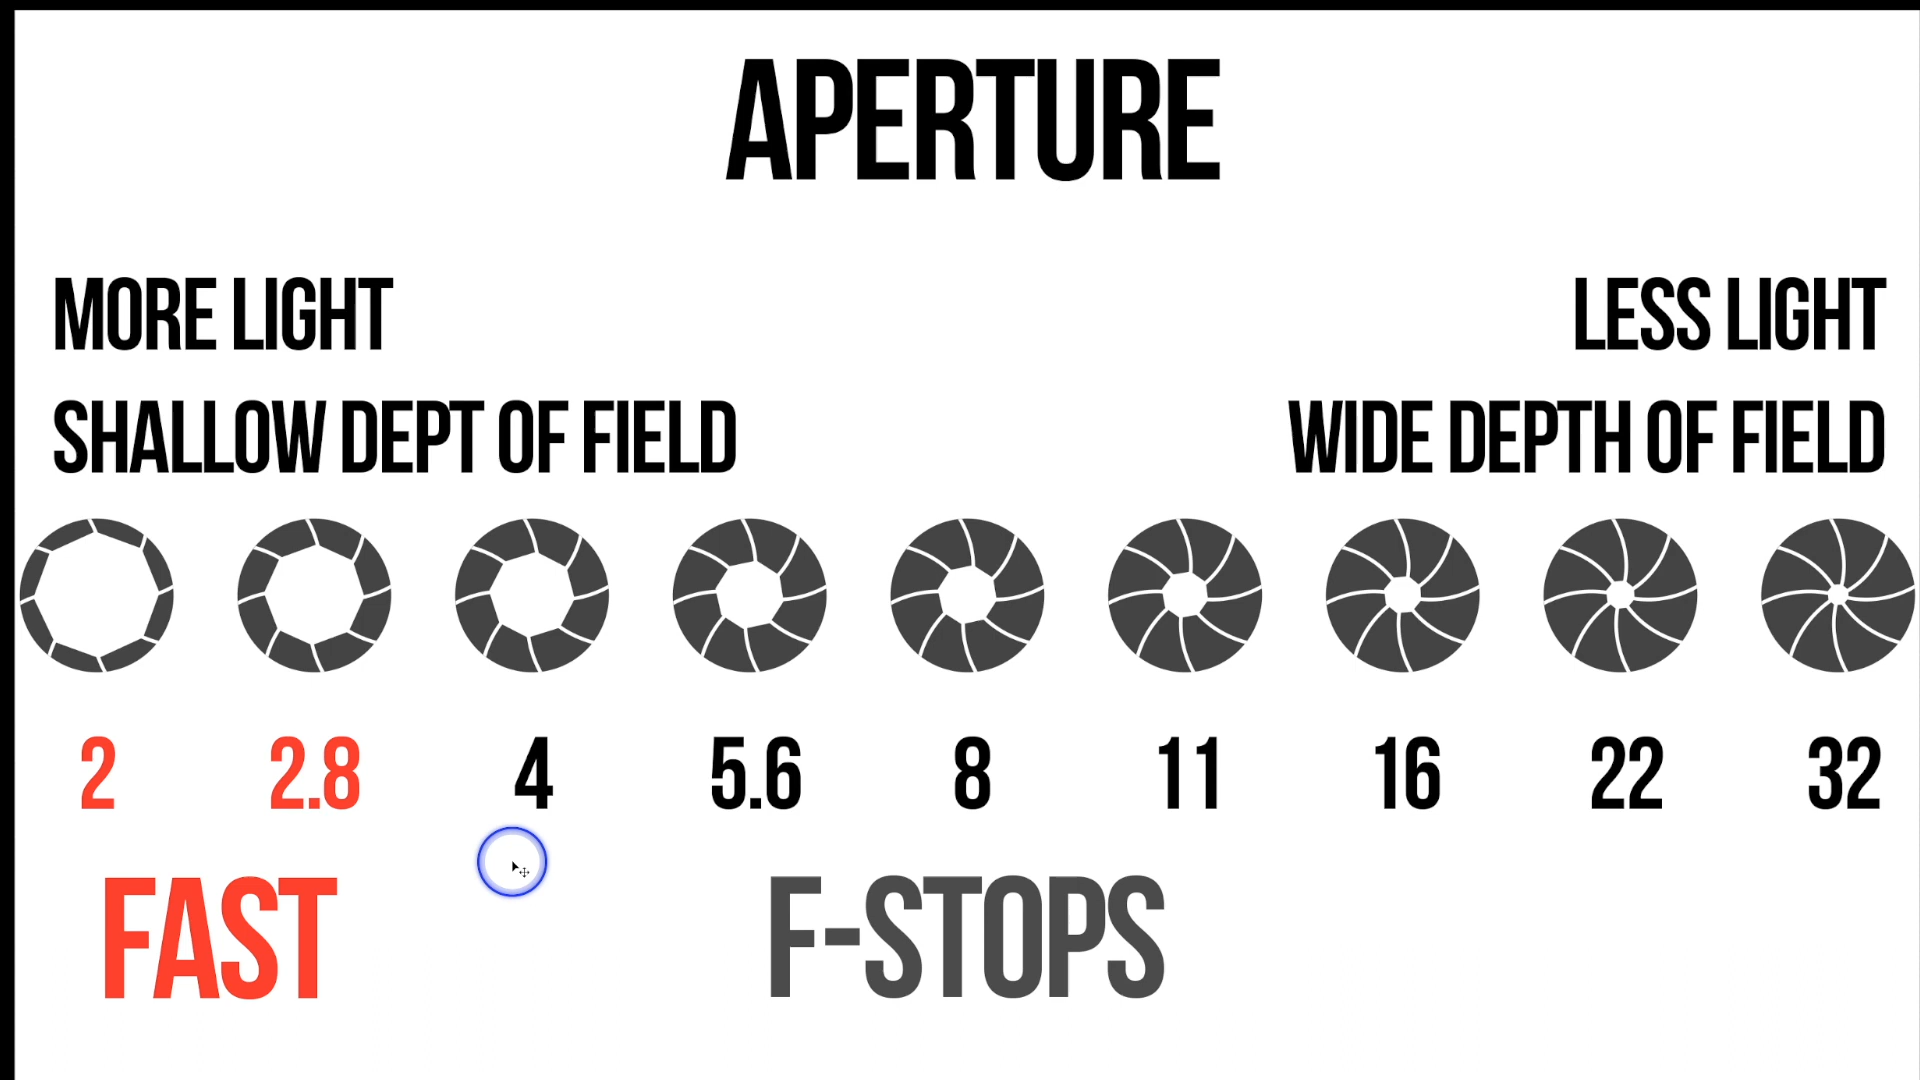 APERTURE
MORE LIGHT
LESS LIGHT
SHALLOW DEPT OF FIELD
WIDE DEPTH OF FIELD
2 2.8 4 5.6 8 11 16 22 32
FAST
F-STOPS